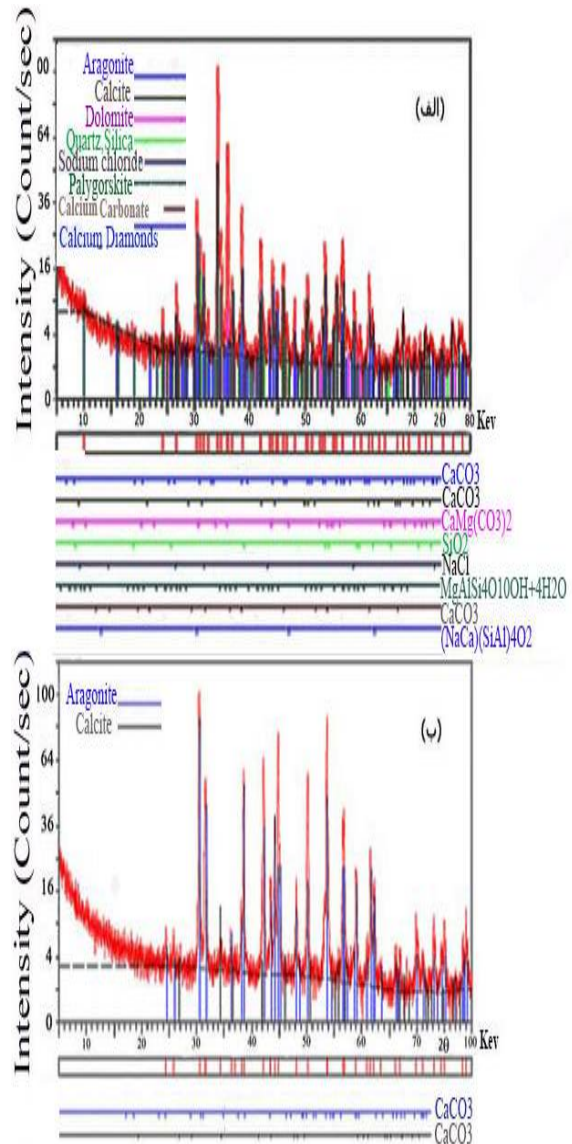 Intensity (Count/sec)
00
64
36
16
4
0
Aragonite
Calcite
Dolomite
Quartz, Silica
Sodium chloride
Palygorskite
Calcium Carbonate
Calcium Diamonds
(الف)
10 20 30 40 50 60 70 20 80 Kev
CaCO3
CaCO3
CaMg(CO3)2
SiO2
NaCl
MgAlSi4O10OH+4H2O
CaCO3
(NaCa)(SiAl)4O2
Intensity (Count/sec)
100
64
36
16
4
0
Aragonite
Calcite
(ب)
10 20 30 40 50 60 70 20 100 Kev
CaCO3
CaCO3